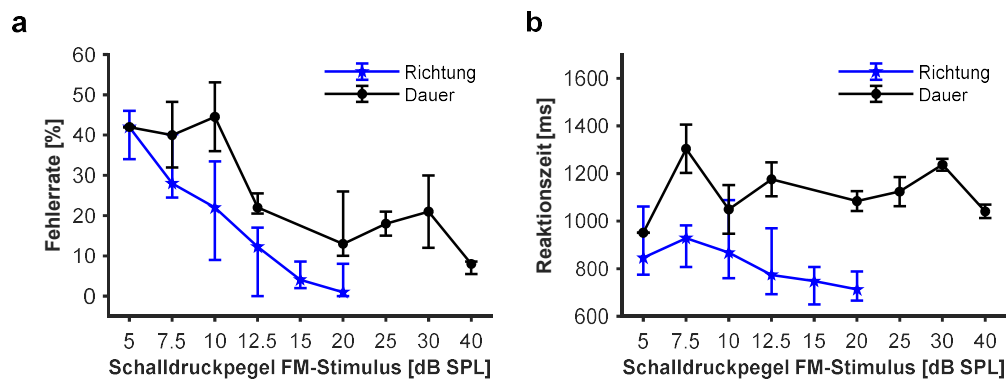 a
60
50
40
30
20
10
0
Fehlerrate [%]
Richtung
Dauer
5 7.5 10 12.5 15 20 25 30 40
Schalldruckpegel FM-Stimulus [dB SPL]
b
1600
1400
1200
1000
800
600
Reaktionszeit [ms]
Richtung
Dauer
5 7.5 10 12.5 15 20 25 30 40
Schalldruckpegel FM-Stimulus [dB SPL]